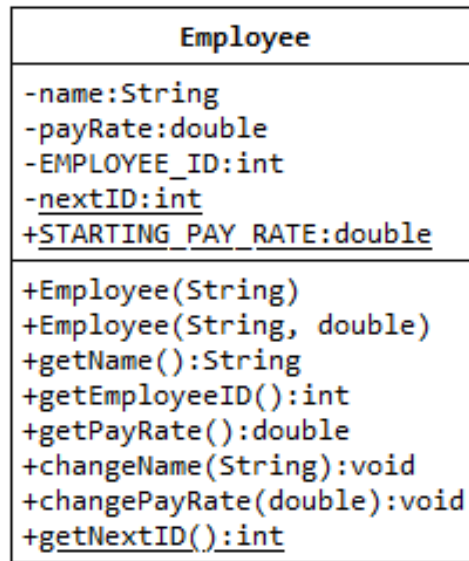 Employee
-name:String
-payRate:double
-EMPLOYEE_ID:int
-nextID:int
+STARTING_PAY_RATE:double
+Employee(String)
+Employee(String, double)
+getName():String
+getEmployeeID():int
+getPayRate():double
+changeName(String):void
+changePayRate(double):void
+getNextID():int